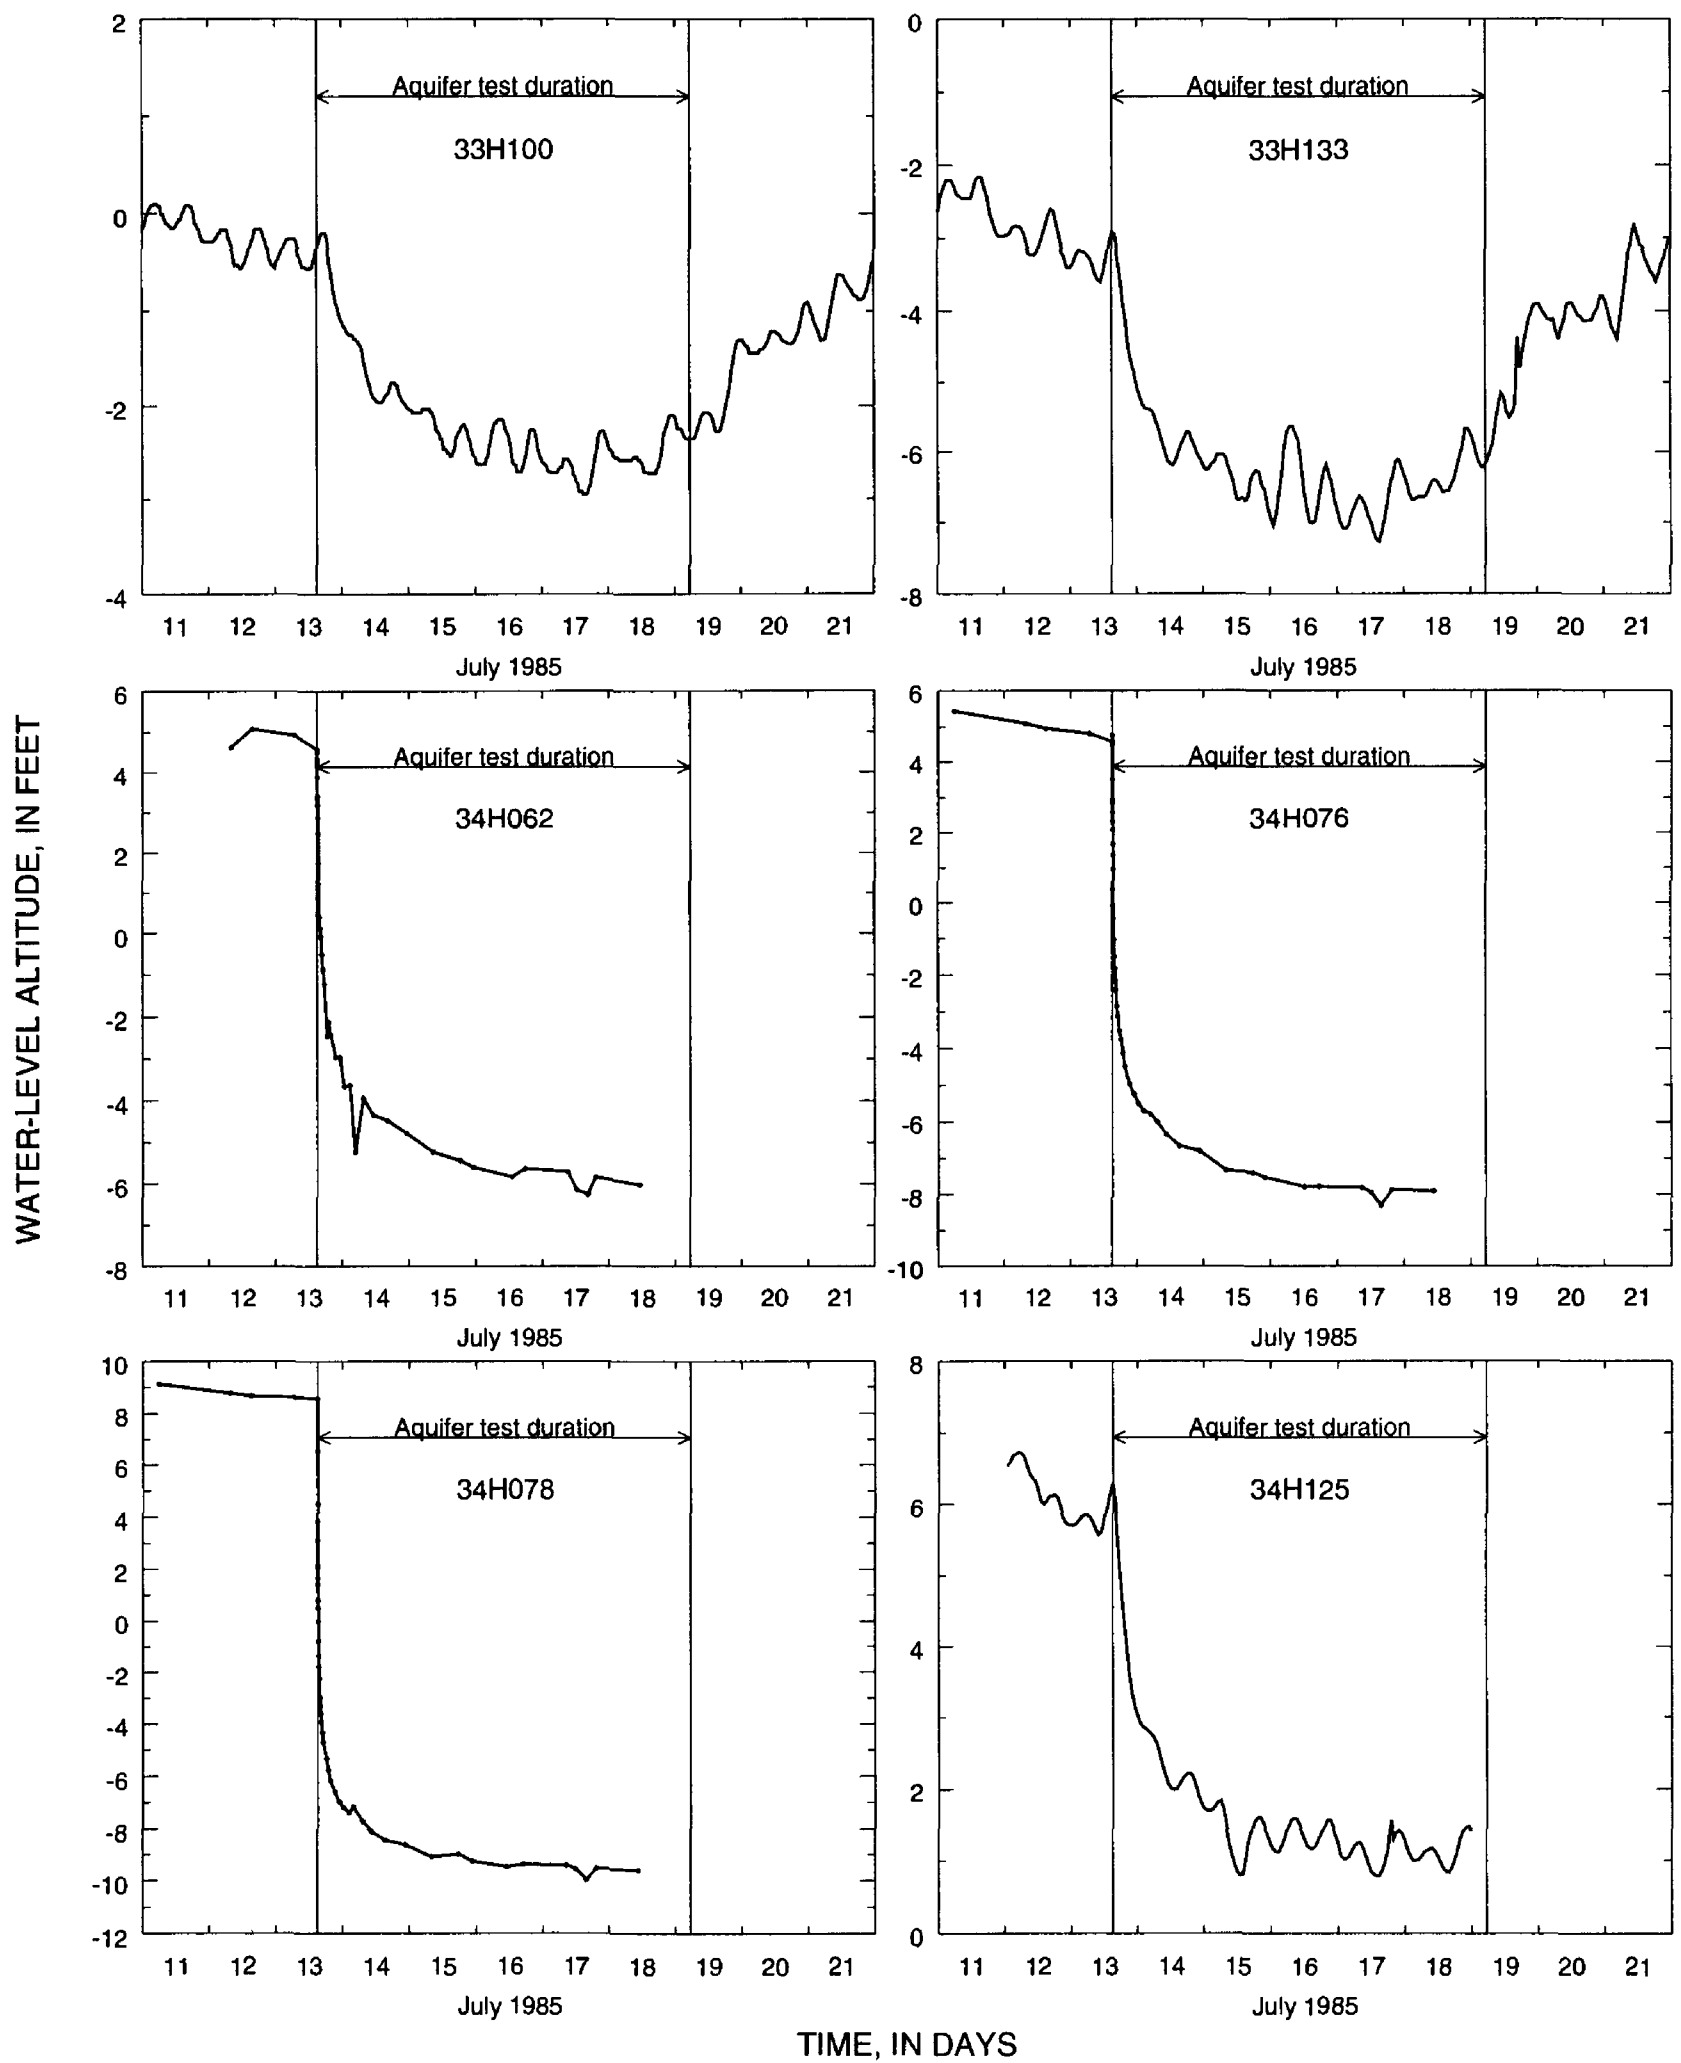 2
0
-2
-4
Aquifer test duration
33H100
11 12 13 14 15 16 17 18 19 20 21
July 1985
0
-2
-4
-6
-8
Aquifer test duration
33H133
11 12 13 14 15 16 17 18 19 20 21
July 1985
WATER-LEVEL ALTITUDE, IN FEET
6
4
2
0
-2
-4
-6
-8
Aquifer test duration
34H062
11 12 13 14 15 16 17 18 19 20 21
July 1985
6
4
2
0
-2
-4
-6
-8
-10
Aquifer test duration
34H076
11 12 13 14 15 16 17 18 19 20 21
July 1985
10
8
6
4
2
0
-2
-4
-6
-8
-10
-12
Aquifer test duration
34H078
11 12 13 14 15 16 17 18 19 20 21
July 1985
8
6
4
2
0
Aquifer test duration
34H125
11 12 13 14 15 16 17 18 19 20 21
July 1985
TIME, IN DAYS